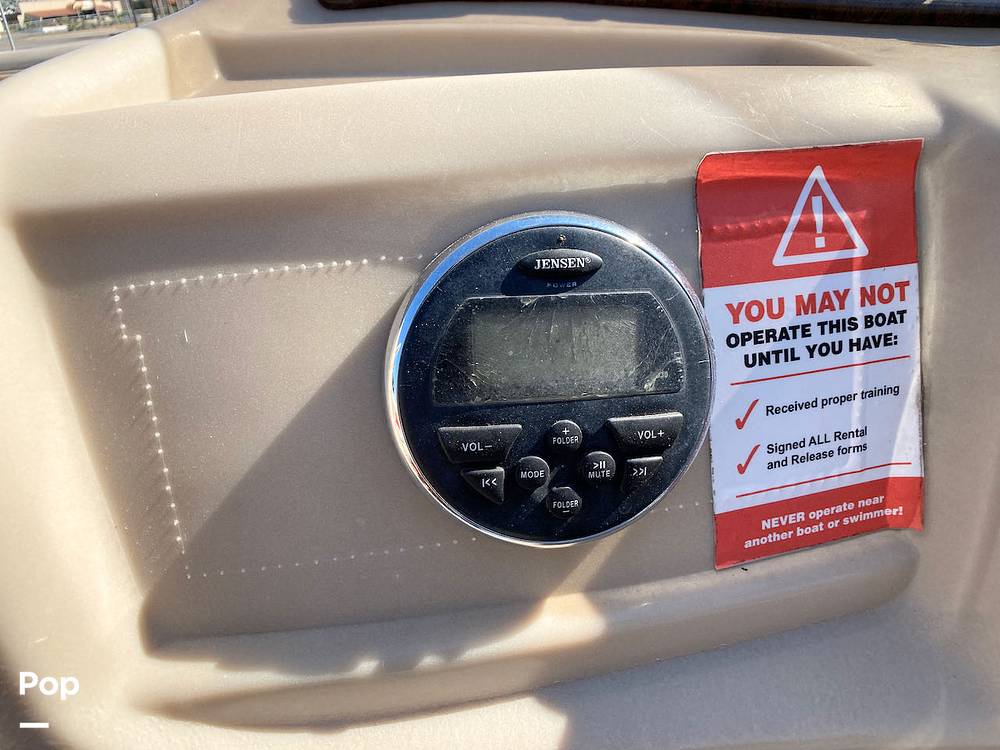 JENSEN®
POWER
VOL-
+
FOLDER
VOL+
|<<
MODE
>||
MUTE
>>|
FOLDER
-
!
YOU MAY NOT
OPERATE THIS BOAT
UNTIL YOU HAVE:
✓ Received proper training
✓ Signed ALL Rental
and Release forms
NEVER operate near
another boat or swimmer!
Pop